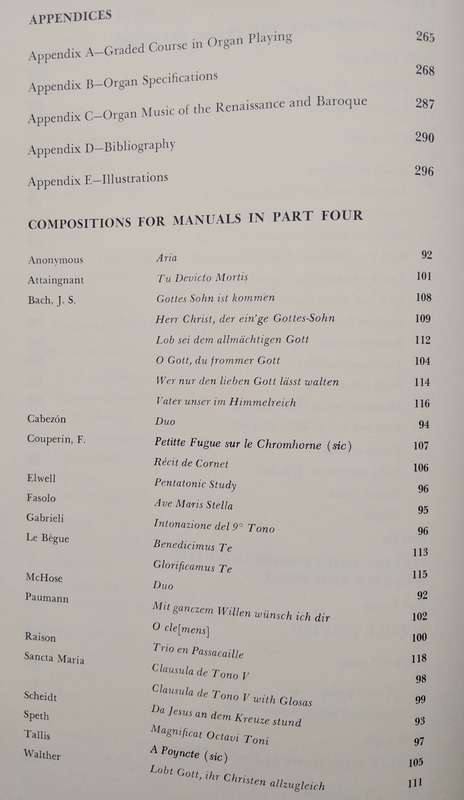 APPENDICES
Appendix A—Graded Course in Organ Playing 265
Appendix B—Organ Specifications 268
Appendix C—Organ Music of the Renaissance and Baroque 287
Appendix D—Bibliography 290
Appendix E—Illustrations 296
COMPOSITIONS FOR MANUALS IN PART FOUR
Anonymous Aria 92
Attaingnant Tu Devicto Mortis 101
Bach, J. S. Gottes Sohn ist kommen 108
Herr Christ, der ein'ge Gottes-Sohn 109
Lob sei dem allmächtigen Gott 112
O Gott, du frommer Gott 104
Wer nur den lieben Gott lässt walten 114
Vater unser im Himmelreich 116
Cabezón Duo 94
Couperin, F. Petitte Fugue sur le Chromhorne (sic) 107
Récit de Cornet 106
Elwell Pentatonic Study 96
Fasolo Ave Maris Stella 95
Gabrieli Intonazione del 9° Tono 96
Le Bègue Benedicimus Te 113
Glorificamus Te 115
McHose Duo 92
Paumann Mit ganczem Willen wünsch ich dir 102
O cle[mens] 100
Raison Trio en Passacaille 118
Sancta Maria Clausula de Tono V 98
Clausula de Tono V with Glosas 99
Scheidt Da Jesus an dem Kreuze stund 93
Speth Magnificat Octavi Toni 97
Tallis A Poyncte (sic) 105
Walther Lobt Gott, ihr Christen allzugleich 111